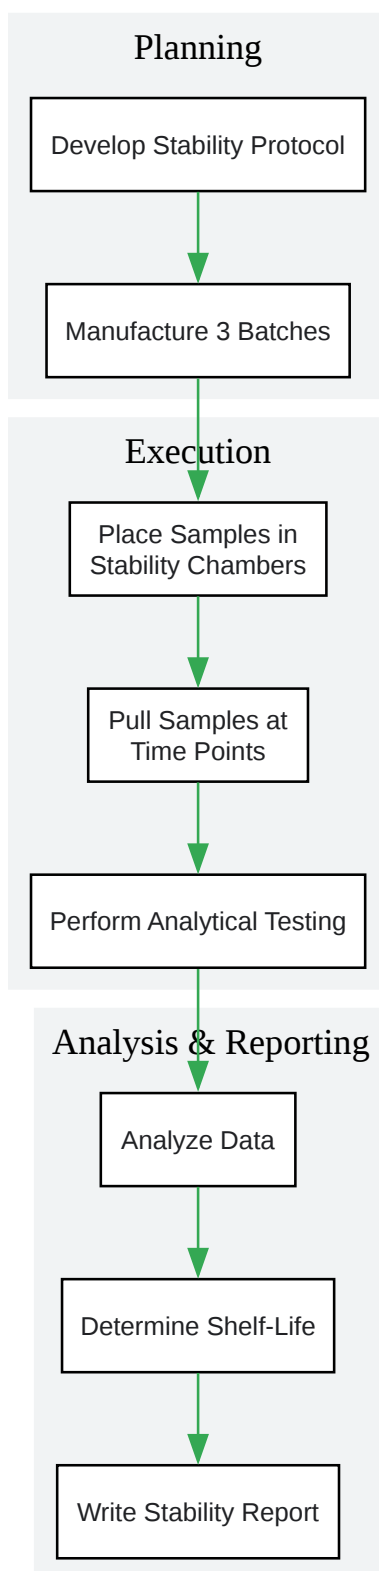 Planning
Develop Stability Protocol
Manufacture 3 Batches
Execution
Place Samples in
Stability Chambers
Pull Samples at
Time Points
Perform Analytical Testing
Analysis & Reporting
Analyze Data
Determine Shelf-Life
Write Stability Report